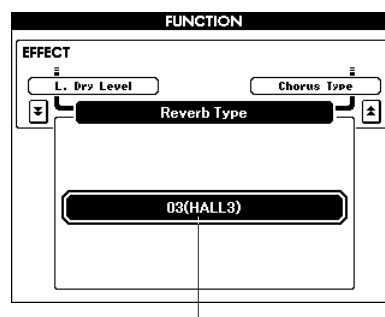 FUNCTION
EFFECT
L. Dry Level
Chorus Type
Reverb Type
03(HALL3)